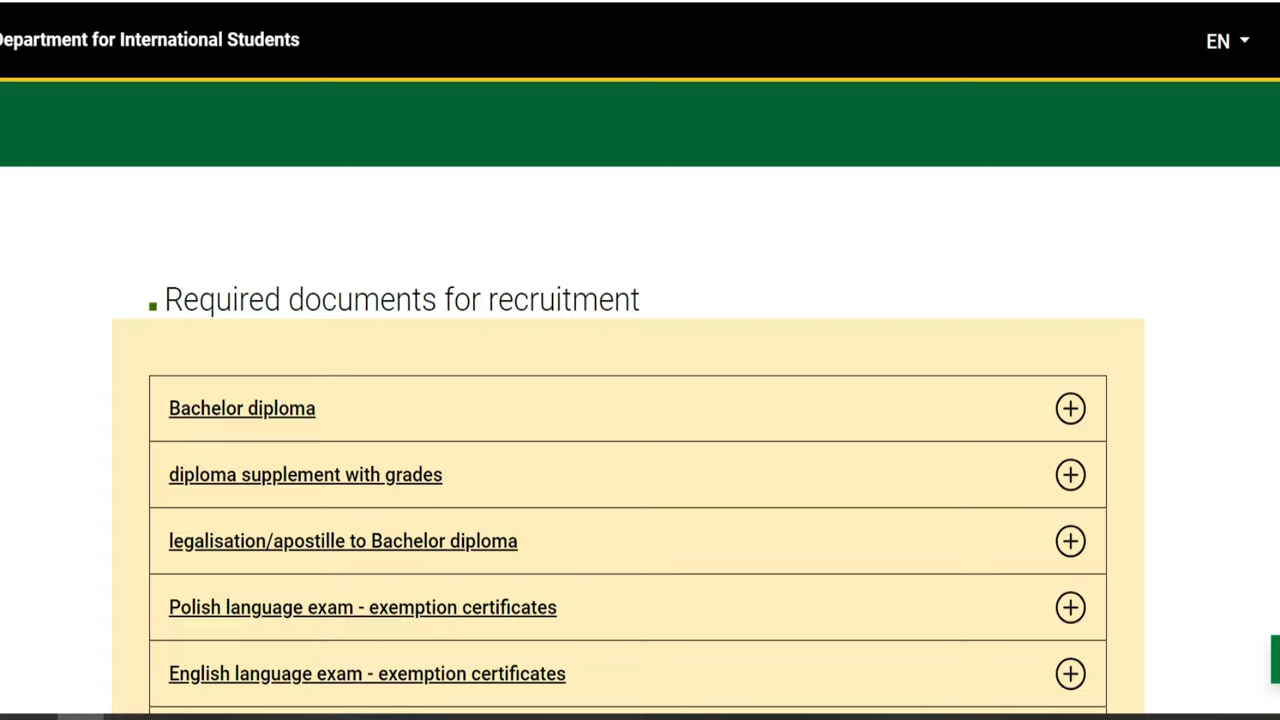 Department for International Students
EN
Required documents for recruitment
Bachelor diploma
diploma supplement with grades
legalisation/apostille to Bachelor diploma
Polish language exam - exemption certificates
English language exam - exemption certificates